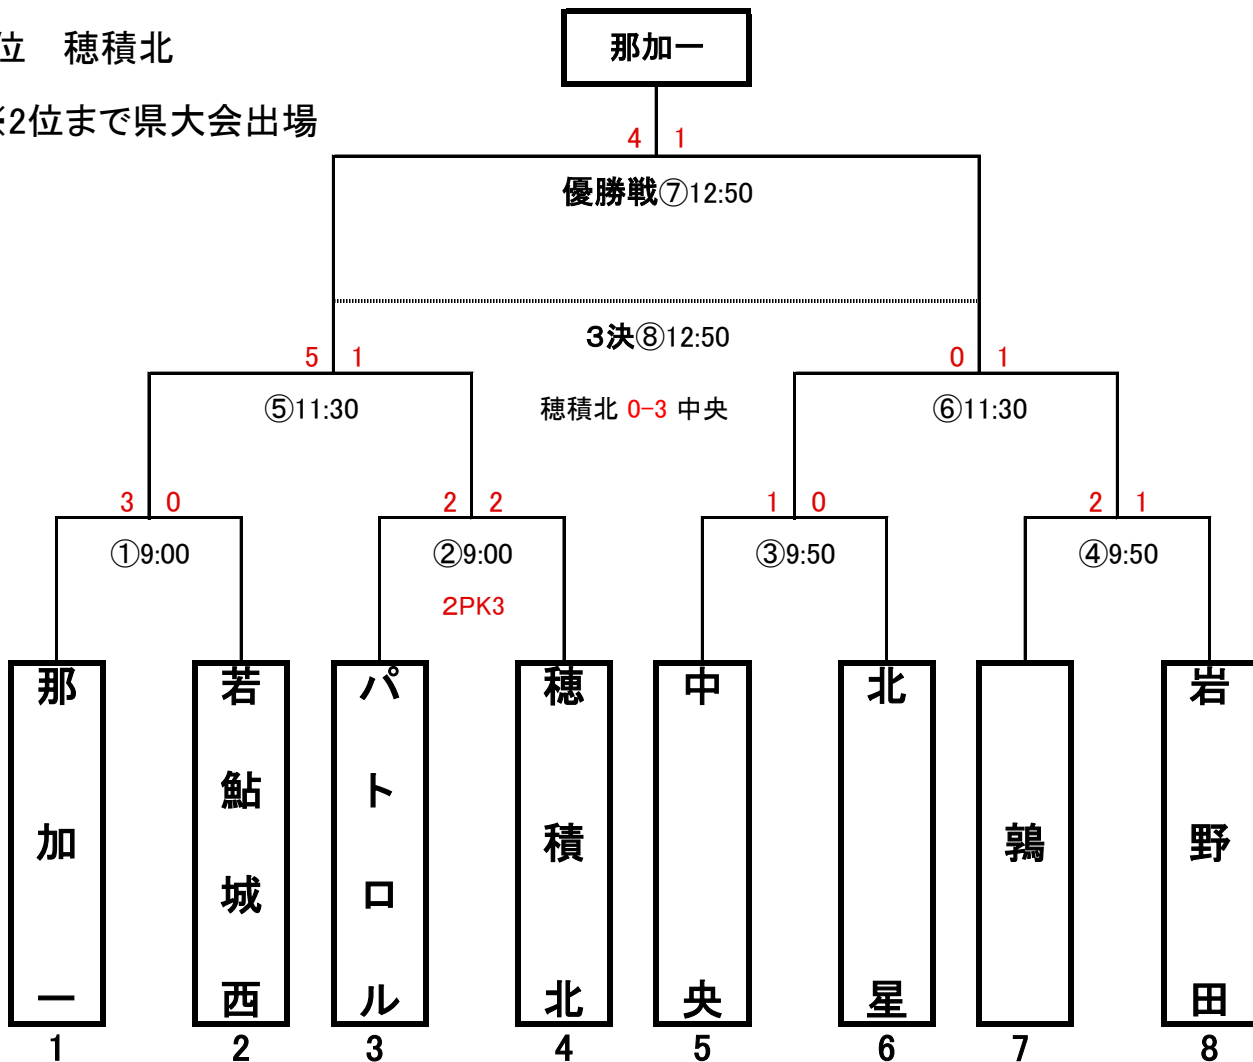 位　穂積北
那加一
※2位まで県大会出場
4 1
優勝戦⑦12:50
3決⑧12:50
5 1
0 1
⑤11:30
穂積北 0-3 中央
⑥11:30
3 0
2 2
1 0
2 1
①9:00
②9:00
③9:50
④9:50
2PK3
那加一
若鮎城西
パトロル
穂積北
中央
北星
鶉
岩野田
1 2 3 4 5 6 7 8